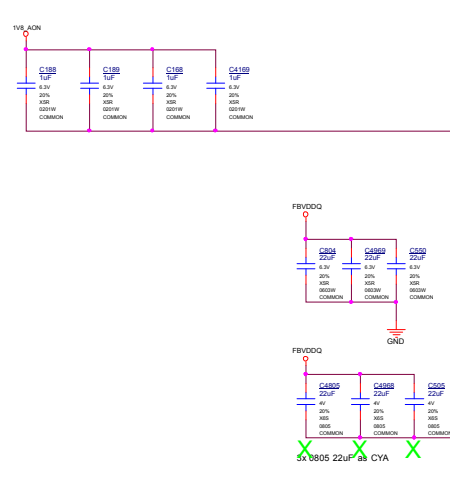 1V8_AON
C188 C189 C168 C4169
1uF 1uF 1uF 1uF
6.3V 6.3V 6.3V 6.3V
20% 20% 20% 20%
X5R X5R X5R X5R
0201W 0201W 0201W 0201W
COMMON COMMON COMMON COMMON
FBVDDQ
C804 C4969 C550
22uF 22uF 22uF
6.3V 6.3V 6.3V
20% 20% 20%
X5R X5R X5R
0603W 0603W 0603W
COMMON COMMON COMMON
GND
FBVDDQ
C4805 C4968 C505
22uF 22uF 22uF
4V 4V 4V
20% 20% 20%
X6S X6S X6S
0805 0805 0805
COMMON COMMON COMMON
X X X
3x 0805 22uF as CYA